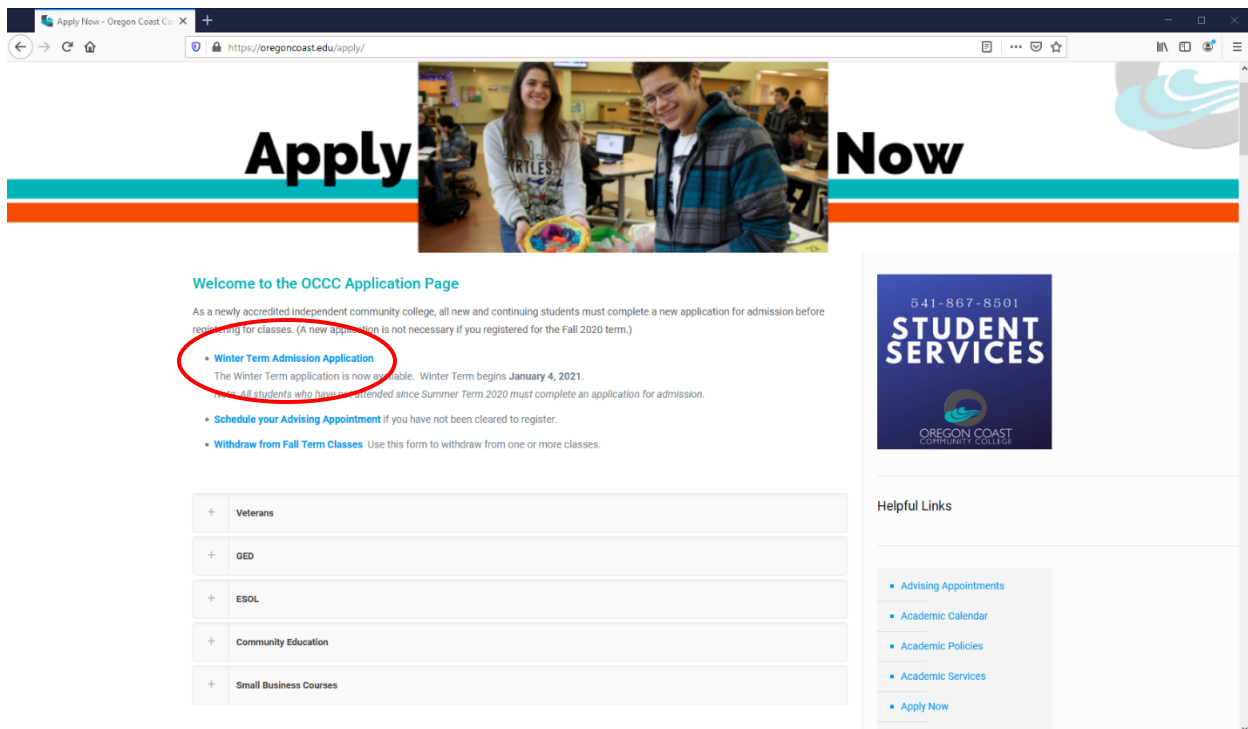 Apply Now - Oregon Coast Co
https://oregoncoast.edu/apply/
Apply Now
RTLES
Welcome to the OCCC Application Page
As a newly accredited independent community college, all new and continuing students must complete a new application for admission before
registering for classes. (A new application is not necessary if you registered for the Fall 2020 term.)
Winter Term Admission Application
The Winter Term application is now available. Winter Term begins January 4, 2021.
Note: All students who have not attended since Summer Term 2020 must complete an application for admission.
Schedule your Advising Appointment if you have not been cleared to register.
Withdraw from Fall Term Classes Use this form to withdraw from one or more classes.
+ Veterans
+ GED
+ ESOL
+ Community Education
+ Small Business Courses
541-867-8501
STUDENT
SERVICES
OREGON COAST
COMMUNITY COLLEGE
Helpful Links
Advising Appointments
Academic Calendar
Academic Policies
Academic Services
Apply Now